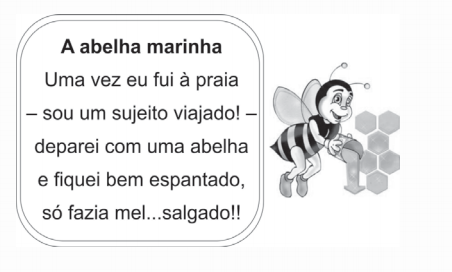 A abelha marinha
Uma vez eu fui à praia
– sou um sujeito viajado! –
deparei com uma abelha
e fiquei bem espantado,
só fazia mel...salgado!!